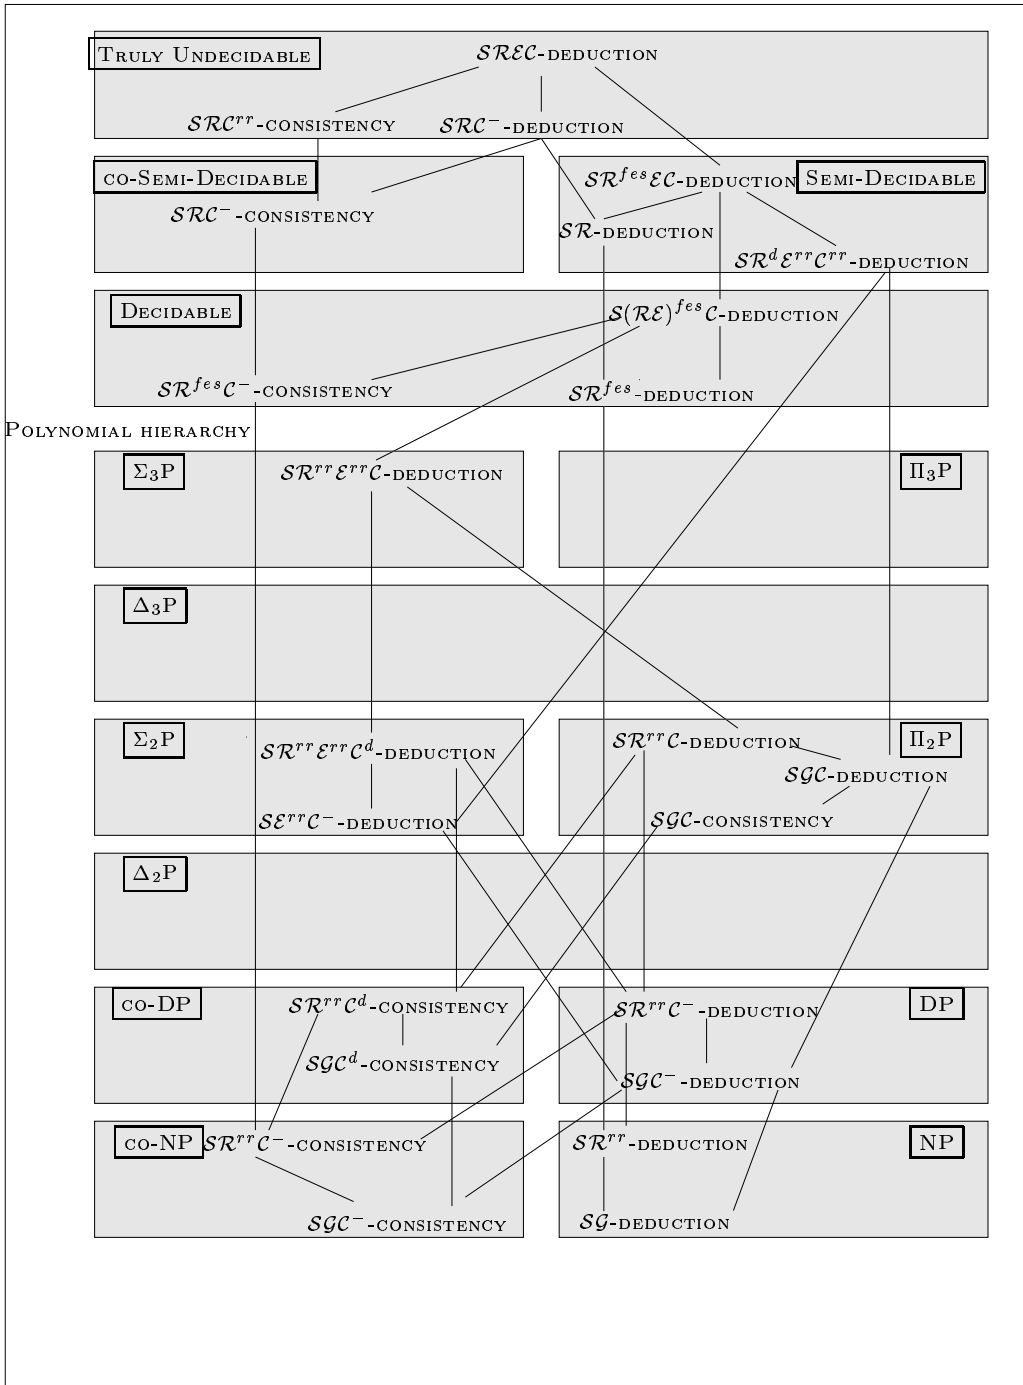 TRULY UNDECIDABLE
SREC-DEDUCTION
SRC^rr-CONSISTENCY
SRC^−-DEDUCTION
CO-SEMI-DECIDABLE
SR^fes EC-DEDUCTION
SEMI-DECIDABLE
SRC^−-CONSISTENCY
SR-DEDUCTION
SR^d E^rr C^rr-DEDUCTION
DECIDABLE
S(RE)^fes C-DEDUCTION
SR^fes C^−-CONSISTENCY
SR^fes-DEDUCTION
POLYNOMIAL HIERARCHY
Σ₃P
SR^rr E^rr C-DEDUCTION
Π₃P
Δ₃P
Σ₂P
SR^rr E^rr C^d-DEDUCTION
SR^rr C-DEDUCTION
Π₂P
SGC-DEDUCTION
SE^rr C^−-DEDUCTION
SGC-CONSISTENCY
Δ₂P
CO-DP
SR^rr C^d-CONSISTENCY
SR^rr C^−-DEDUCTION
DP
SGC^d-CONSISTENCY
SGC^−-DEDUCTION
CO-NP
SR^rr C^−-CONSISTENCY
SR^rr-DEDUCTION
NP
SGC^−-CONSISTENCY
SG-DEDUCTION